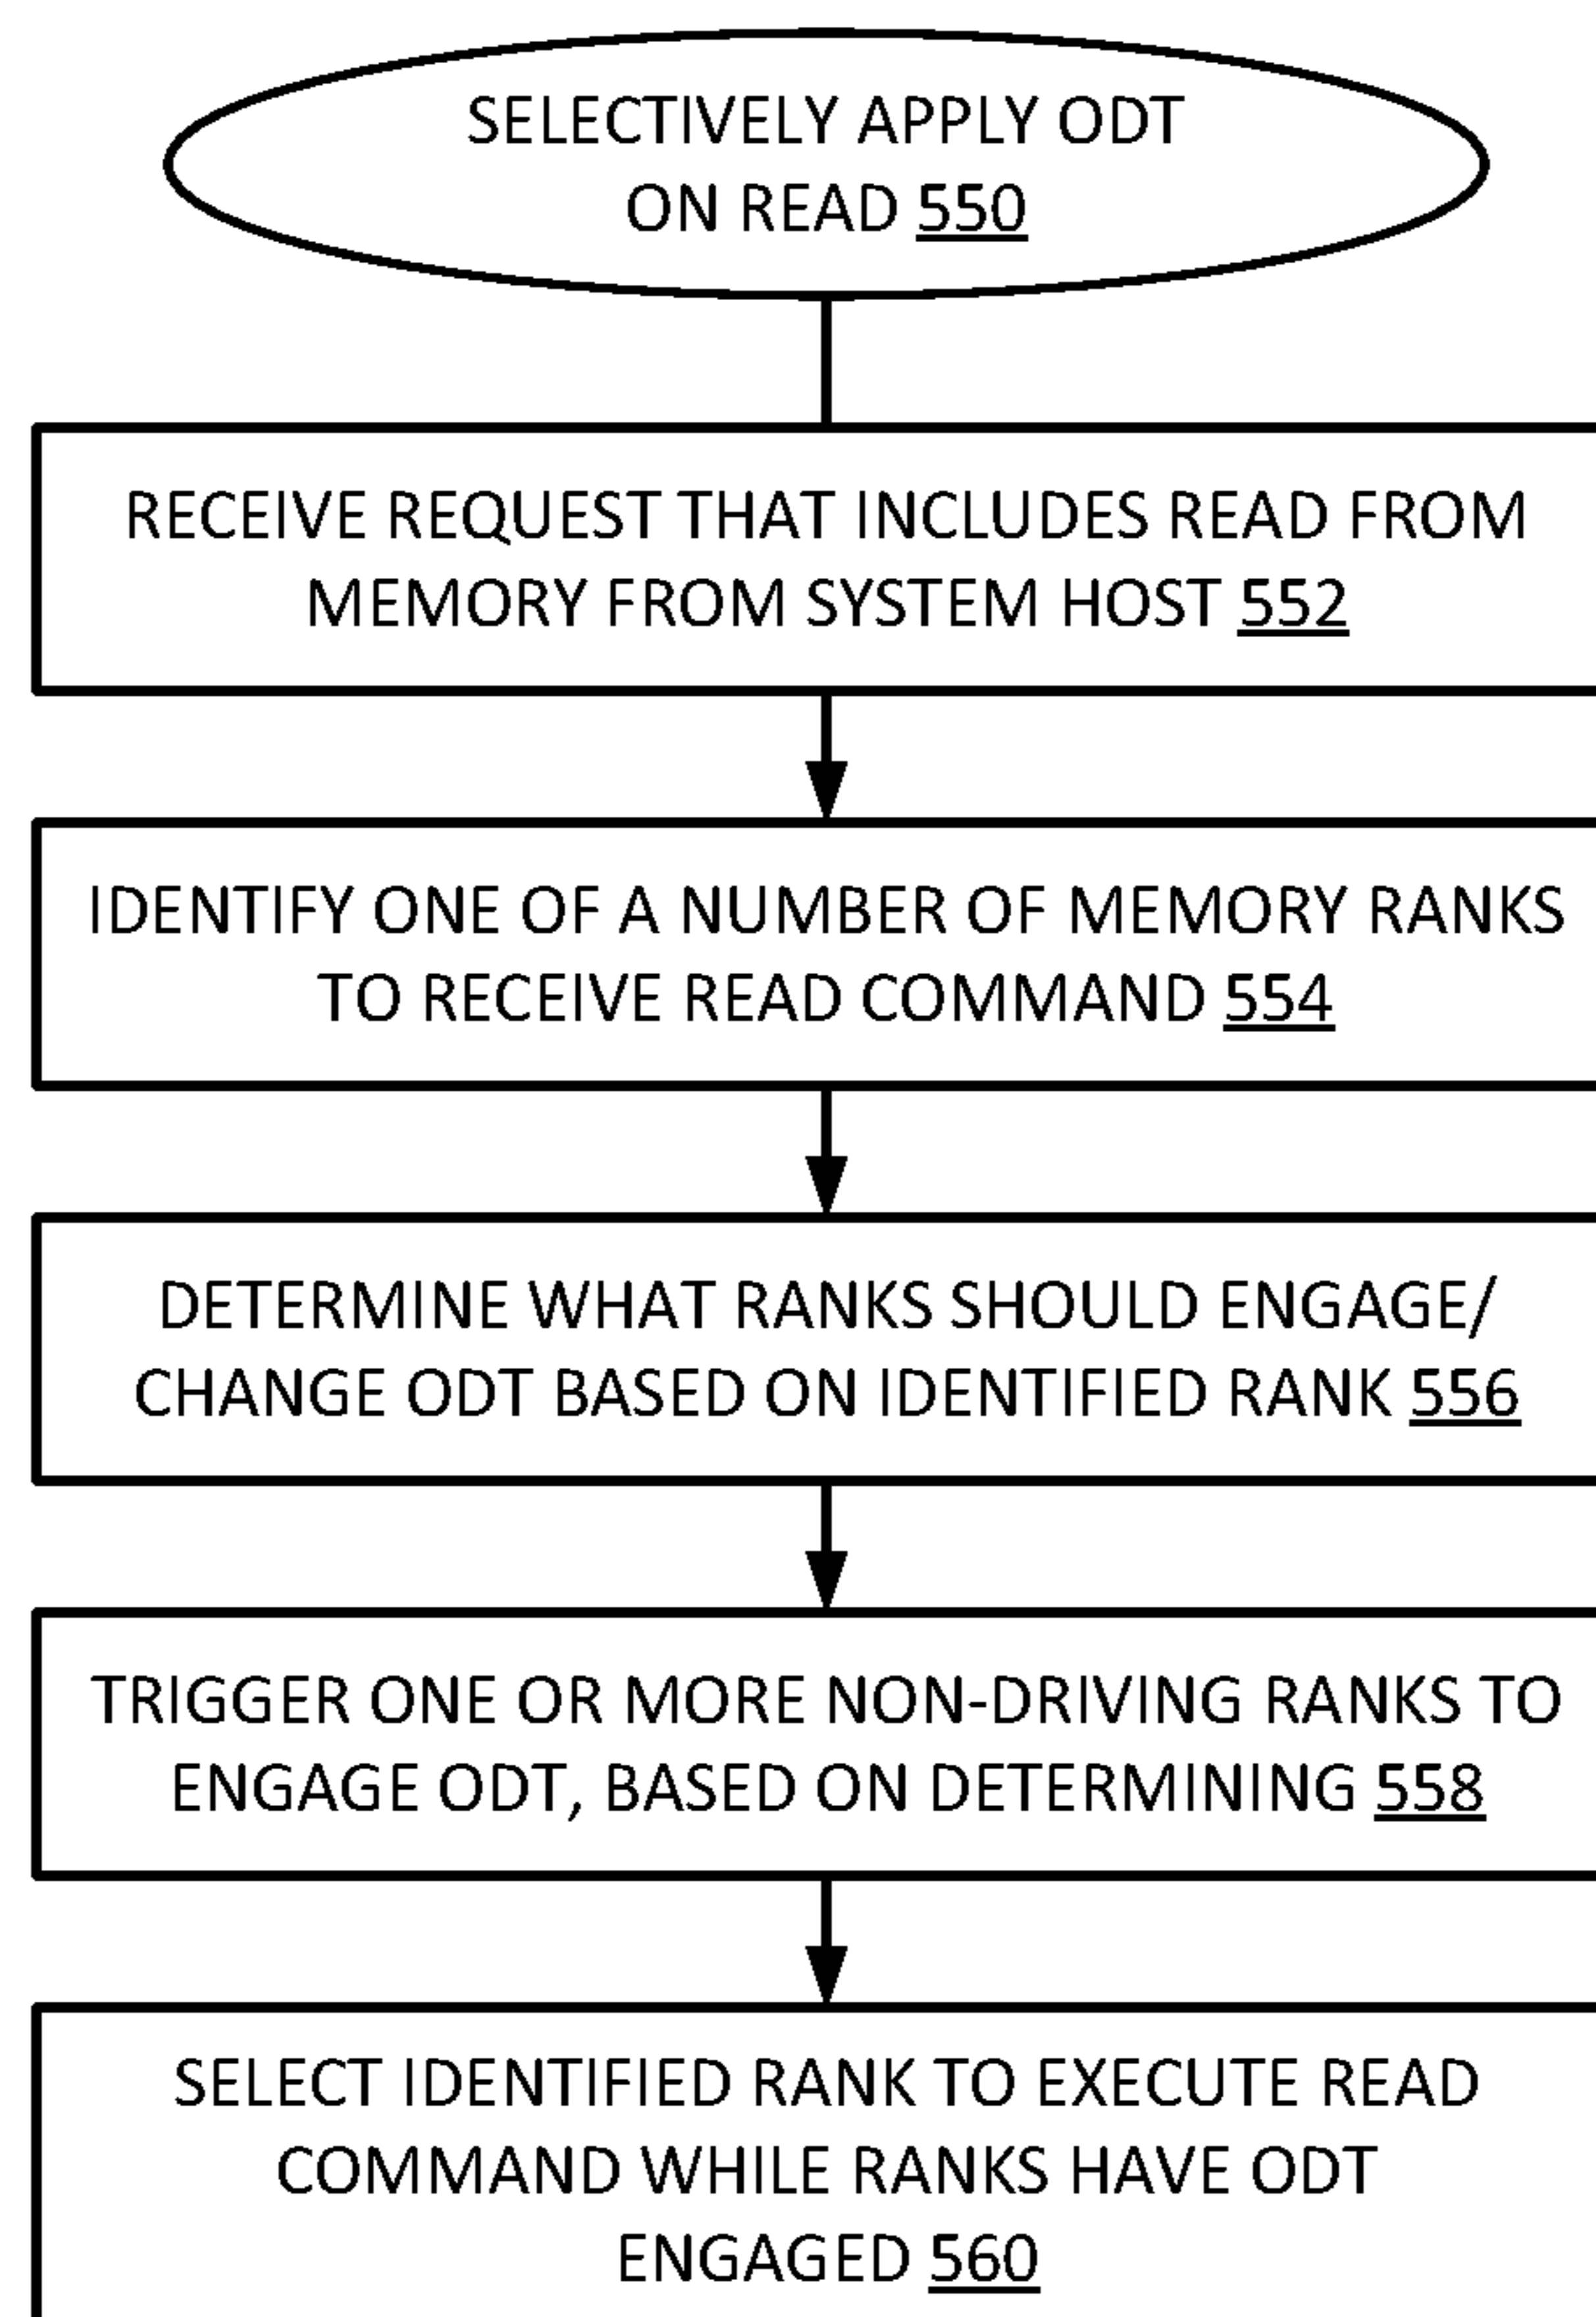 SELECTIVELY APPLY ODT
ON READ 550
RECEIVE REQUEST THAT INCLUDES READ FROM
MEMORY FROM SYSTEM HOST 552
IDENTIFY ONE OF A NUMBER OF MEMORY RANKS
TO RECEIVE READ COMMAND 554
DETERMINE WHAT RANKS SHOULD ENGAGE/
CHANGE ODT BASED ON IDENTIFIED RANK 556
TRIGGER ONE OR MORE NON-DRIVING RANKS TO
ENGAGE ODT, BASED ON DETERMINING 558
SELECT IDENTIFIED RANK TO EXECUTE READ
COMMAND WHILE RANKS HAVE ODT
ENGAGED 560